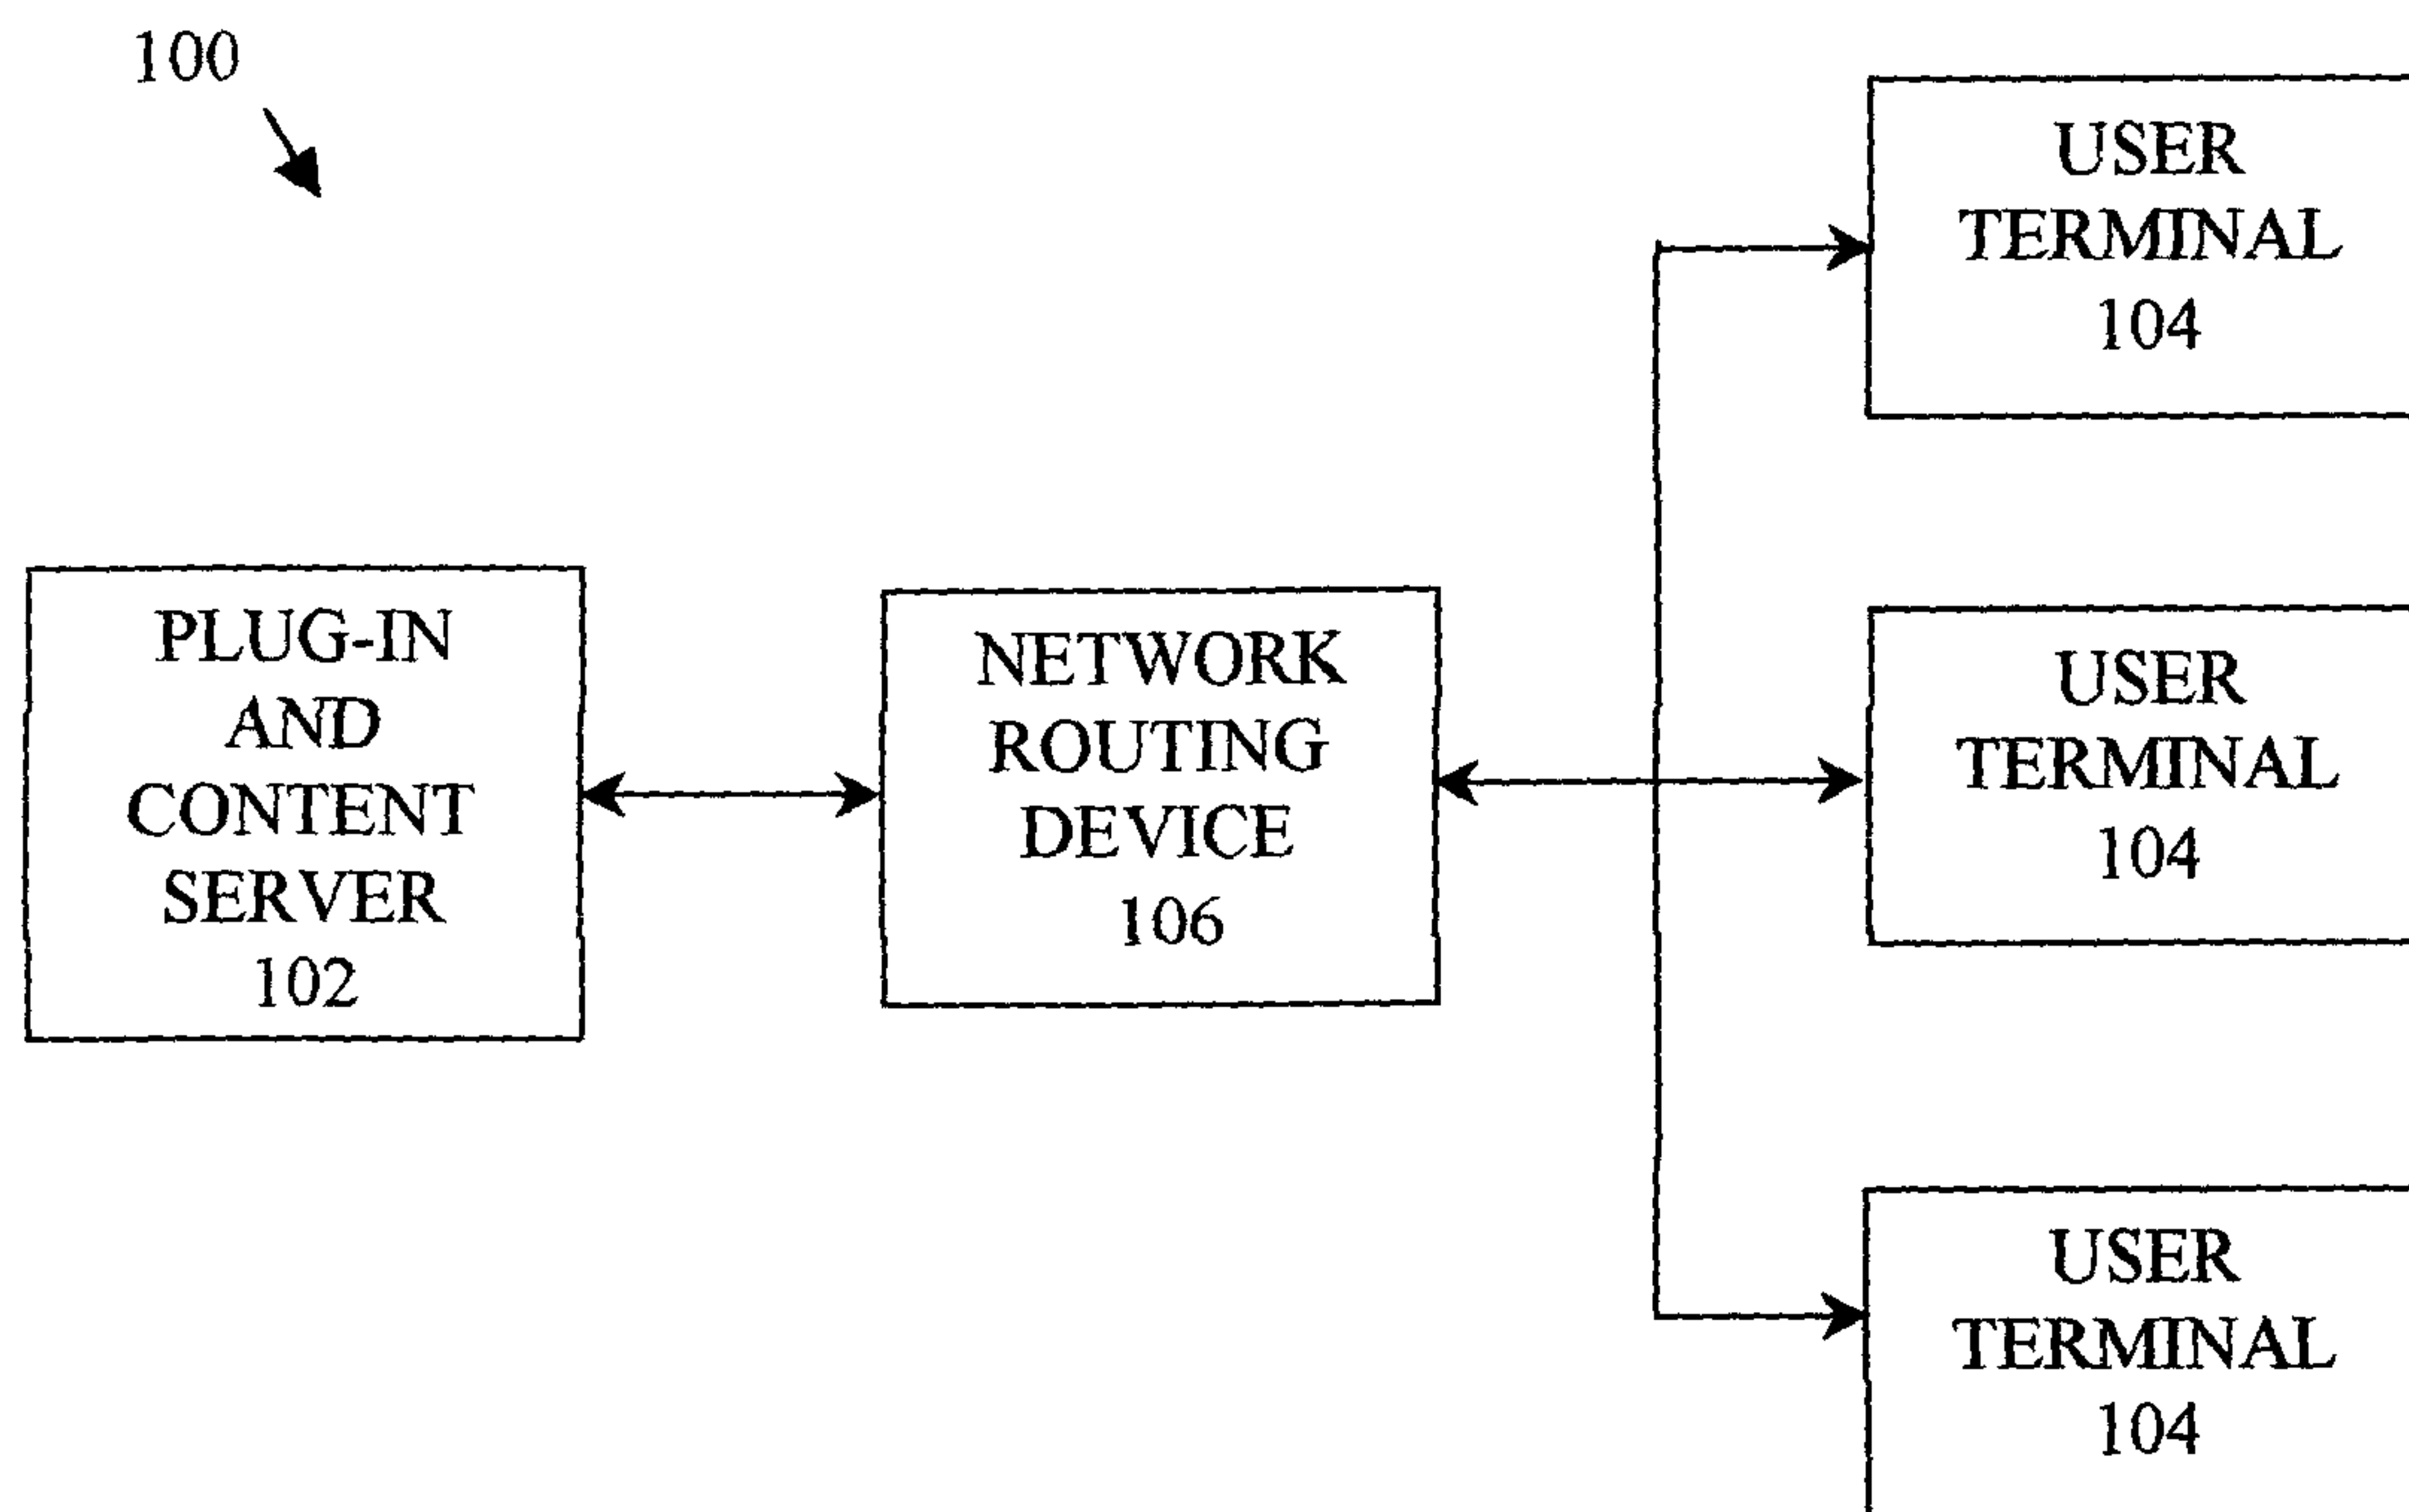 100
PLUG-IN
AND
CONTENT
SERVER
102
NETWORK
ROUTING
DEVICE
106
USER
TERMINAL
104
USER
TERMINAL
104
USER
TERMINAL
104